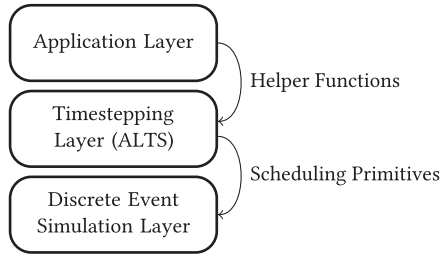 Application Layer
Helper Functions
Timestepping
Layer (ALTS)
Scheduling Primitives
Discrete Event
Simulation Layer